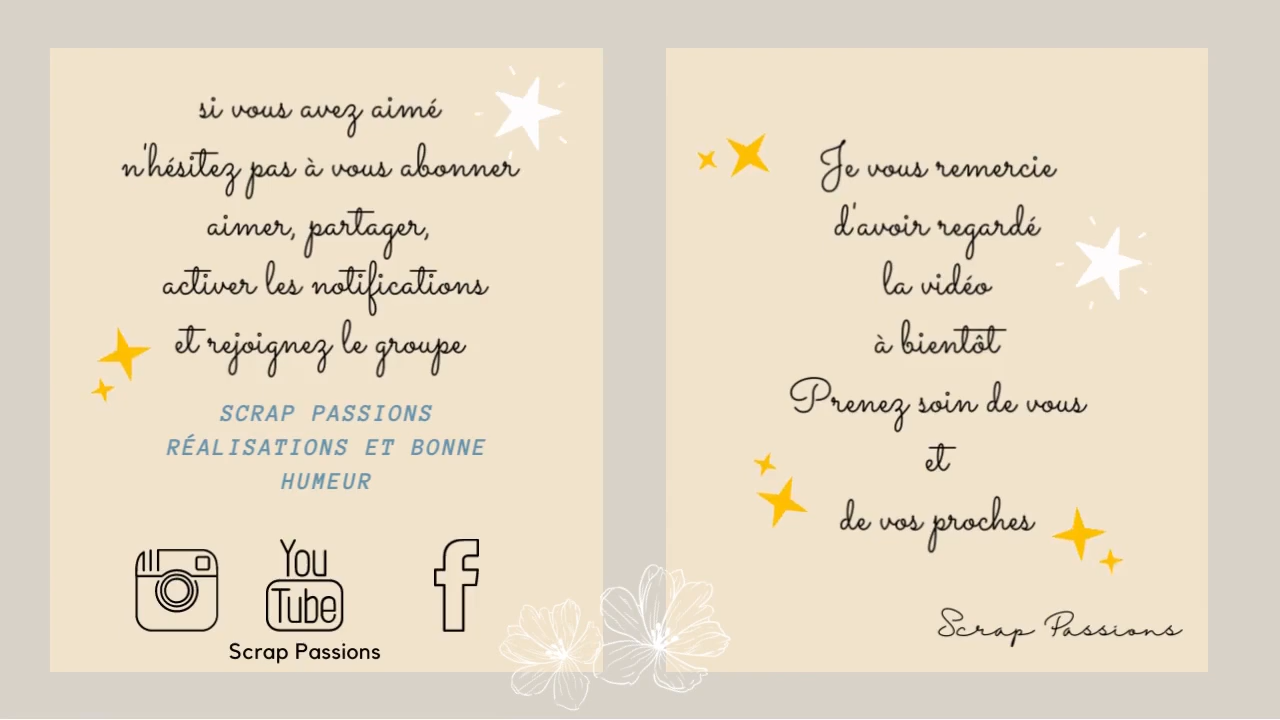 si vous avez aimé
n'hésitez pas à vous abonner
aimer, partager,
activer les notifications
et rejoignez le groupe
SCRAP PASSIONS
RÉALISATIONS ET BONNE
HUMEUR
You
Tube
Scrap Passions
Je vous remercie
d'avoir regardé
la vidéo
à bientôt
Prenez soin de vous
et
de vos proches
Scrap Passions